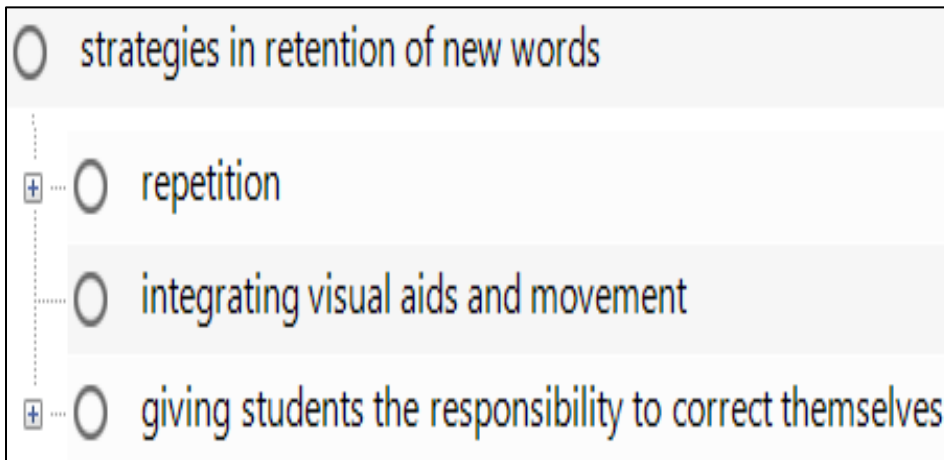 strategies in retention of new words
repetition
integrating visual aids and movement
giving students the responsibility to correct themselves